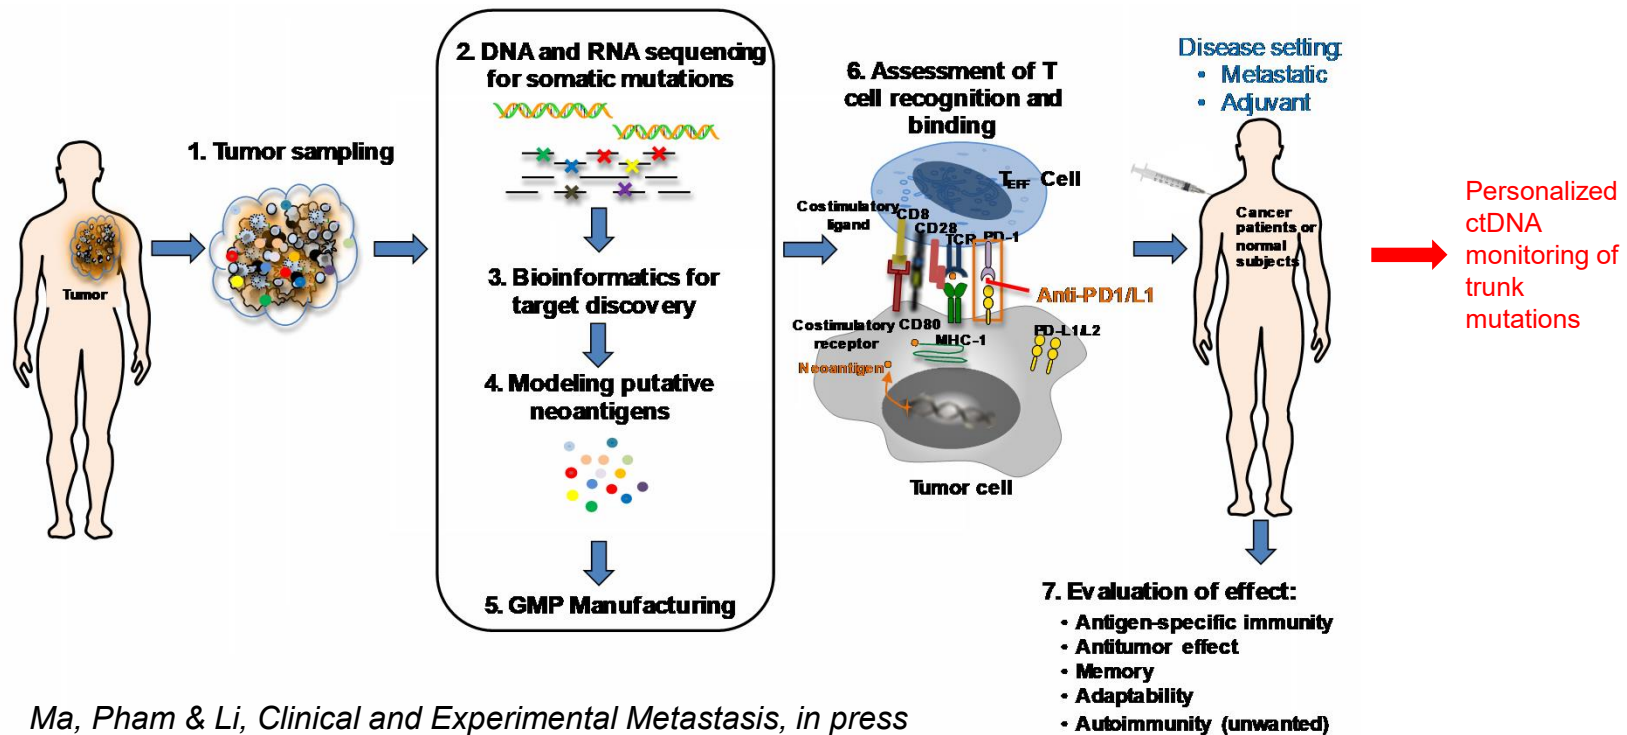 1. Tumor sampling
Tumor
2. DNA and RNA sequencing
for somatic mutations
3. Bioinformatics for
target discovery
4. Modeling putative
neoantigens
5. GMP Manufacturing
6. Assessment of T
cell recognition and
binding
TEFF Cell
Costimulatory
ligand
CD8
CD28
TCR
PD-1
Anti-PD1/L1
Costimulatory
receptor
CD80
MHC-1
PD-L1/L2
Neoantigen
Tumor cell
Disease setting:
• Metastatic
• Adjuvant
Cancer
patients or
normal
subjects
Personalized
ctDNA
monitoring of
trunk
mutations
7. Evaluation of effect:
• Antigen-specific immunity
• Antitumor effect
• Memory
• Adaptability
• Autoimmunity (unwanted)
Ma, Pham & Li, Clinical and Experimental Metastasis, in press